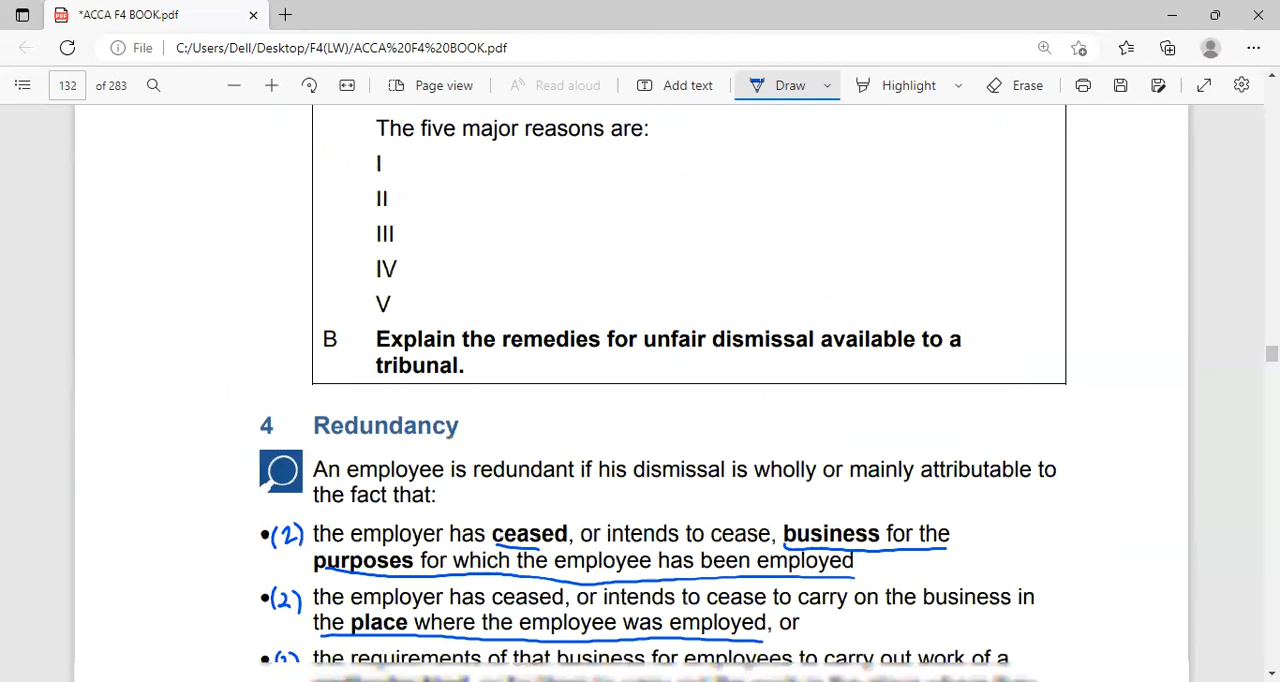 *ACCA F4 BOOK.pdf
File C:/Users/Dell/Desktop/F4(LW)/ACCA%20F4%20BOOK.pdf
132 of 283 Page view Read aloud Add text Draw Highlight Erase
The five major reasons are:
I
II
III
IV
V
B Explain the remedies for unfair dismissal available to a
tribunal.
4 Redundancy
An employee is redundant if his dismissal is wholly or mainly attributable to
the fact that:
•(2) the employer has ceased, or intends to cease, business for the
purposes for which the employee has been employed
•(2) the employer has ceased, or intends to cease to carry on the business in
the place where the employee was employed, or
• the requirements of that business for employees to carry out work of a